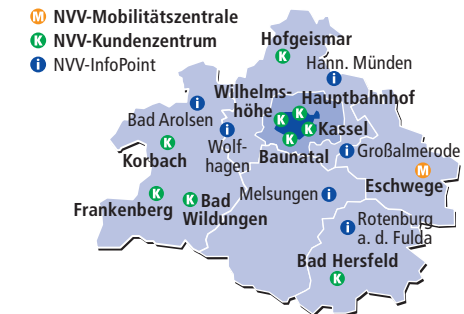 M NVV-Mobilitätszentrale
K NVV-Kundenzentrum
i NVV-InfoPoint
Hofgeismar
K
Hann. Münden
i
Wilhelms-
höhe
Hauptbahnhof
K
K
K
K
Kassel
Baunatal
i
Bad Arolsen
i
Wolf-
hagen
K
Korbach
i Großalmerode
M
Eschwege
K
Frankenberg
K Bad
Wildungen
Melsungen i
i Rotenburg
a. d. Fulda
Bad Hersfeld
K